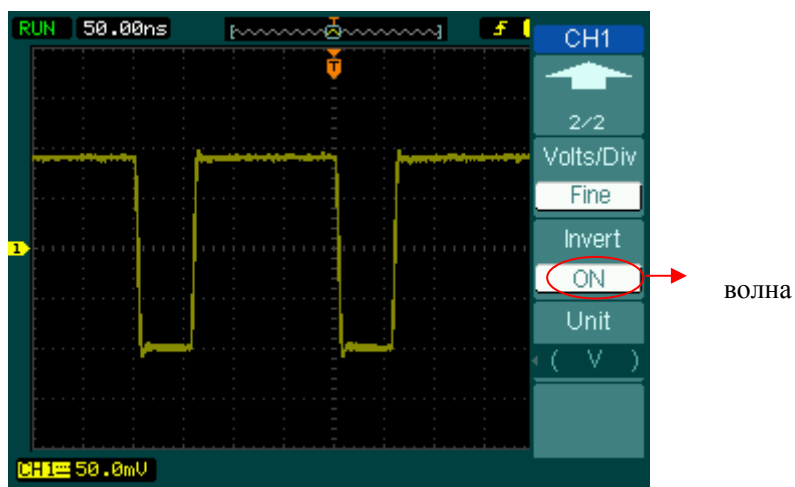 RUN 50.00ns
T
CH1
2/2
Volts/Div
Fine
Invert
ON
волна
Unit
( V )
1
CH1 50.0mV